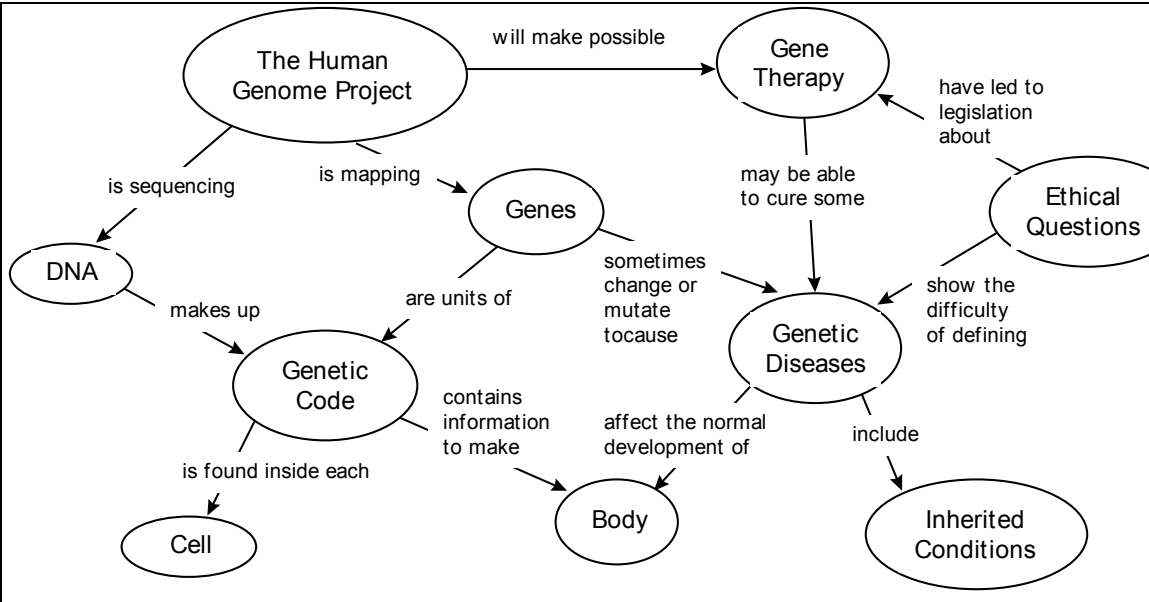 The Human
Genome Project
will make possible
Gene
Therapy
have led to
legislation
about
is sequencing
is mapping
Genes
may be able
to cure some
Ethical
Questions
DNA
makes up
are units of
sometimes
change or
mutate
tocause
show the
difficulty
of defining
Genetic
Code
Genetic
Diseases
contains
information
to make
affect the normal
development of
include
is found inside each
Cell
Body
Inherited
Conditions